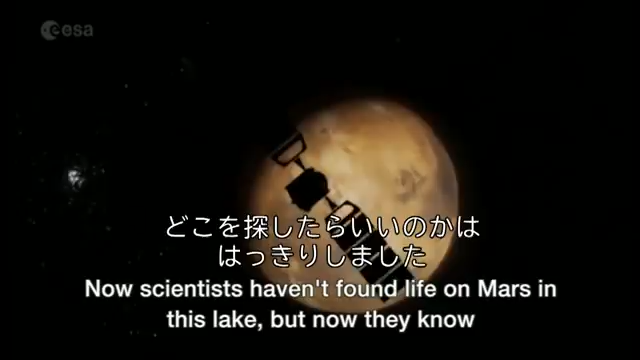 esa
どこを探したらいいのかは
はっきりしました
Now scientists haven't found life on Mars in
this lake, but now they know